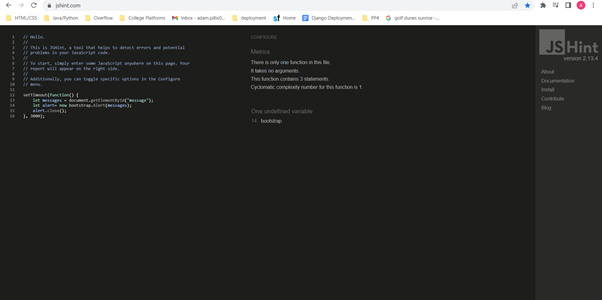 jshint.com
HTML/CSS
Java/Python
Overflow
College Platforms
deployment
Home
Django Deploymen...
PP4
golf dunes sunrise -...
1 // Hello.
2 //
3 // This is JSHint, a tool that helps to detect errors and potential
4 // problems in your JavaScript code.
5 //
6 // To start, simply enter some JavaScript anywhere on this page. Your
7 // report will appear on the right side.
8 //
9 // Additionally, you can toggle specific options in the Configure
10 // menu.
11
12 setTimeout(function() {
13 let messages = document.getElementById("message");
14 let alert= new bootstrap.Alert(messages);
15 alert.close();
16 }, 3000);
CONFIGURE
Metrics
There is only one function in this file.
It takes no arguments.
This function contains 3 statements.
Cyclomatic complexity number for this function is 1.
One undefined variable
14 bootstrap
JSHint
version 2.13.4
About
Documentation
Install
Contribute
Blog